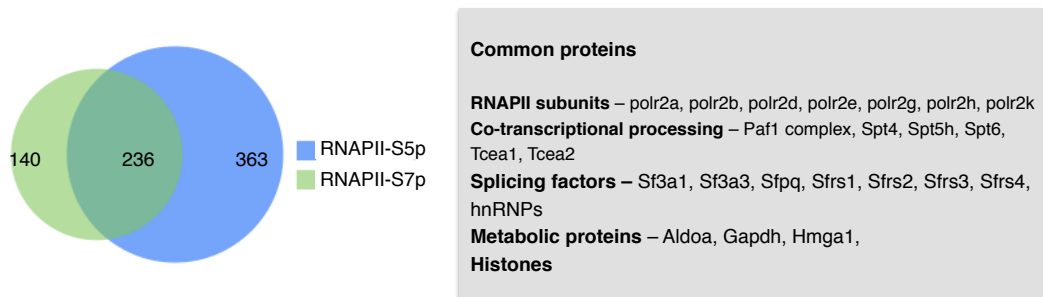 140
236
363
RNAPII-S5p
RNAPII-S7p
Common proteins
RNAPII subunits – polr2a, polr2b, polr2d, polr2e, polr2g, polr2h, polr2k
Co-transcriptional processing – Paf1 complex, Spt4, Spt5h, Spt6,
Tcea1, Tcea2
Splicing factors – Sf3a1, Sf3a3, Sfpq, Sfrs1, Sfrs2, Sfrs3, Sfrs4,
hnRNPs
Metabolic proteins – Aldoa, Gapdh, Hmga1,
Histones